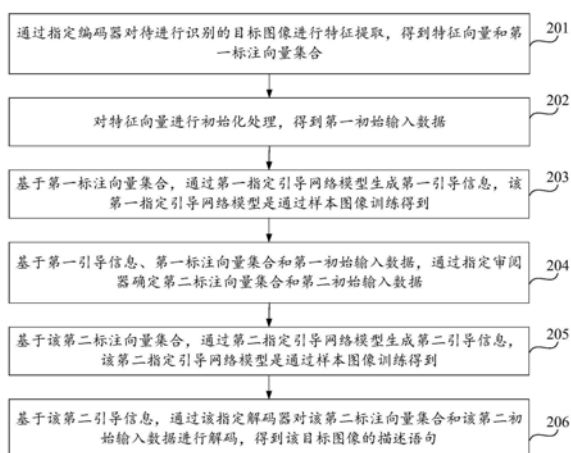 通过指定编码器对待进行识别的目标图像进行特征提取，得到特征向量和第
一标注向量集合
201
对特征向量进行初始化处理，得到第一初始输入数据
202
基于第一标注向量集合，通过第一指定引导网络模型生成第一引导信息，该
第一指定引导网络模型是通过样本图像训练得到
203
基于第一引导信息、第一标注向量集合和第一初始输入数据，通过指定审阅
器确定第二标注向量集合和第二初始输入数据
204
基于该第二标注向量集合，通过第二指定引导网络模型生成第二引导信息，
该第二指定引导网络模型是通过样本图像训练得到
205
基于该第二引导信息，通过该指定解码器对该第二标注向量集合和该第二初
始输入数据进行解码，得到该目标图像的描述语句
206